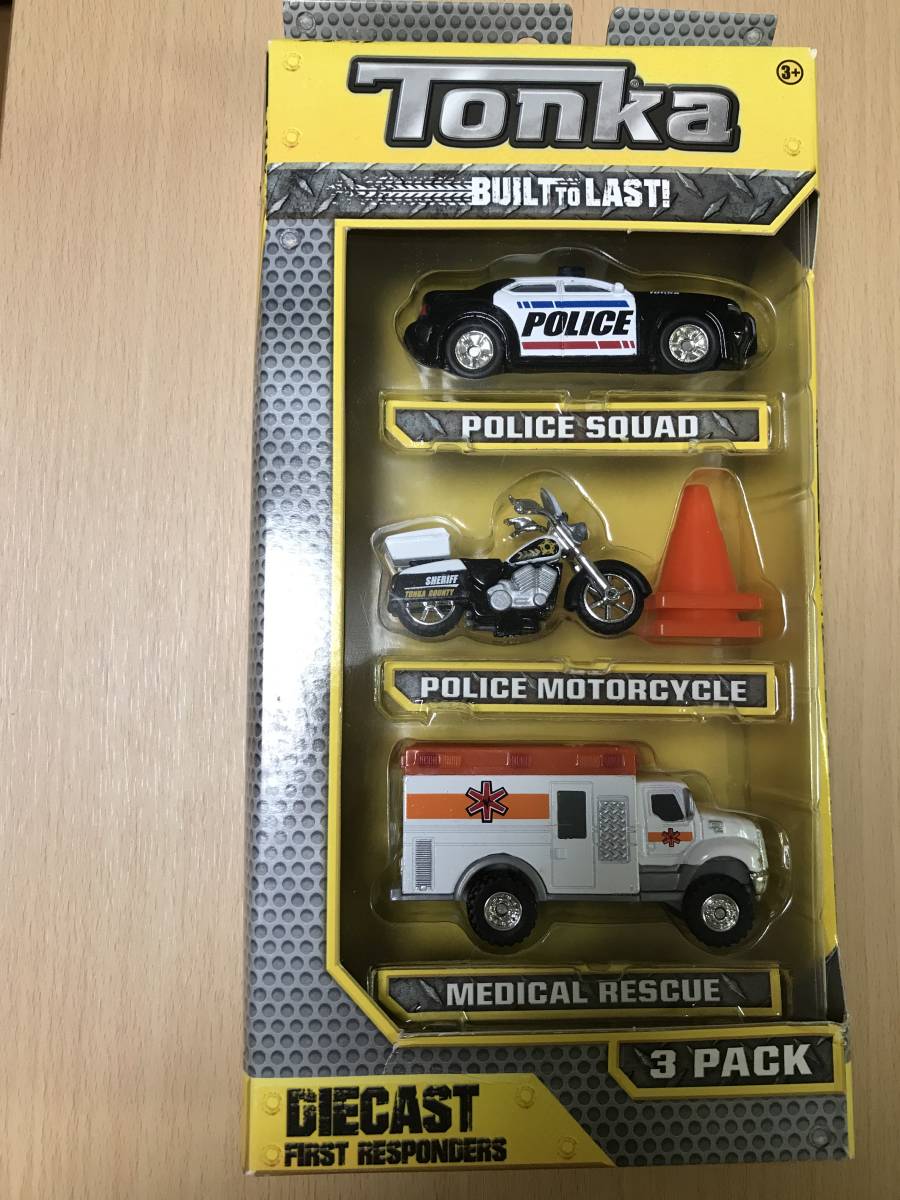 Tonka
3+
BUILT TO LAST!
Tonka
POLICE
POLICE SQUAD
SHERIFF
TONKA COUNTY
POLICE MOTORCYCLE
MEDICAL RESCUE
3 PACK
DIECAST
FIRST RESPONDERS